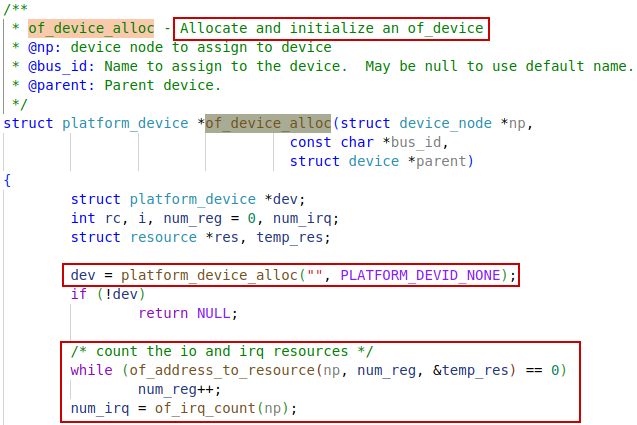 /**
 * of_device_alloc - Allocate and initialize an of_device
 * @np: device node to assign to device
 * @bus_id: Name to assign to the device.  May be null to use default name.
 * @parent: Parent device.
 */
struct platform_device *of_device_alloc(struct device_node *np,
                                  const char *bus_id,
                                  struct device *parent)
{
        struct platform_device *dev;
        int rc, i, num_reg = 0, num_irq;
        struct resource *res, temp_res;

        dev = platform_device_alloc("", PLATFORM_DEVID_NONE);
        if (!dev)
                return NULL;

        /* count the io and irq resources */
        while (of_address_to_resource(np, num_reg, &temp_res) == 0)
                num_reg++;
        num_irq = of_irq_count(np);